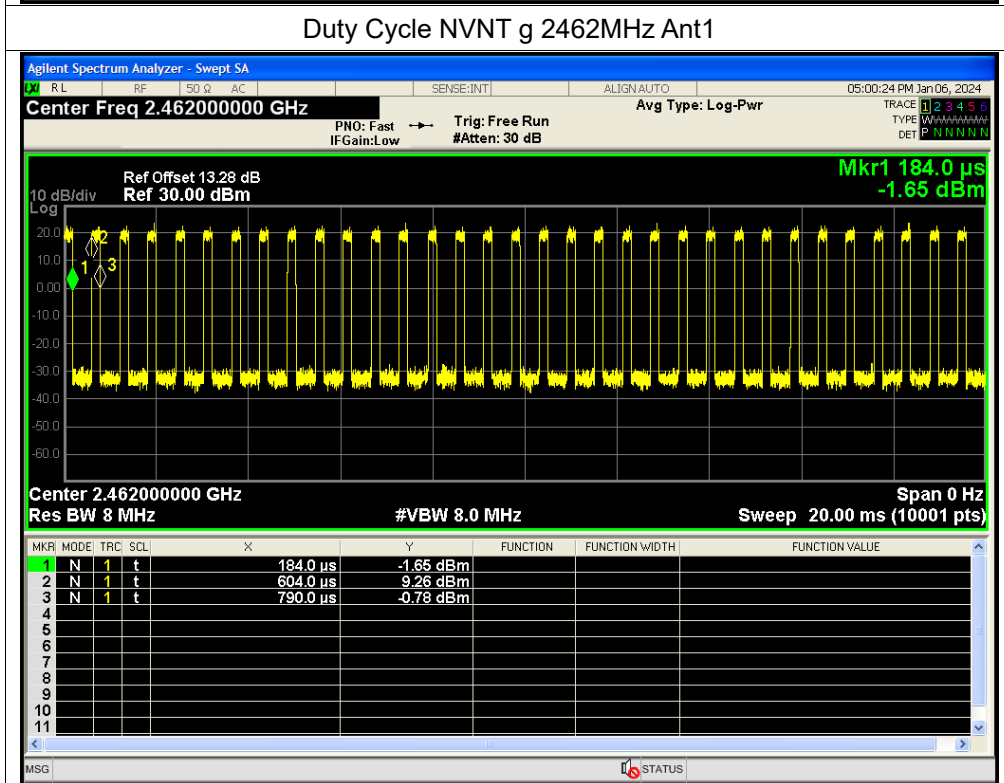 Duty Cycle NVNT g 2462MHz Ant1
Agilent Spectrum Analyzer - Swept SA
LXI RL RF 50 Ω AC SENSE:INT ALIGN AUTO 05:00:24 PM Jan 06, 2024
Center Freq 2.462000000 GHz Avg Type: Log-Pwr TRACE 1 2 3 4 5 6
PNO: Fast Trig: Free Run TYPE WWWWWW
IFGain:Low #Atten: 30 dB DET P N N N N N
Mkr1 184.0 µs
-1.65 dBm
Ref Offset 13.28 dB
10 dB/div Ref 30.00 dBm
Log
20.0
10.0
0.00
-10.0
-20.0
-30.0
-40.0
-50.0
-60.0
1
2
3
Center 2.462000000 GHz Span 0 Hz
Res BW 8 MHz #VBW 8.0 MHz Sweep 20.00 ms (10001 pts)
MKR MODE TRC SCL X Y FUNCTION FUNCTION WIDTH FUNCTION VALUE
1 N 1 t 184.0 µs -1.65 dBm
2 N 1 t 604.0 µs 9.26 dBm
3 N 1 t 790.0 µs -0.78 dBm
4
5
6
7
8
9
10
11
MSG STATUS